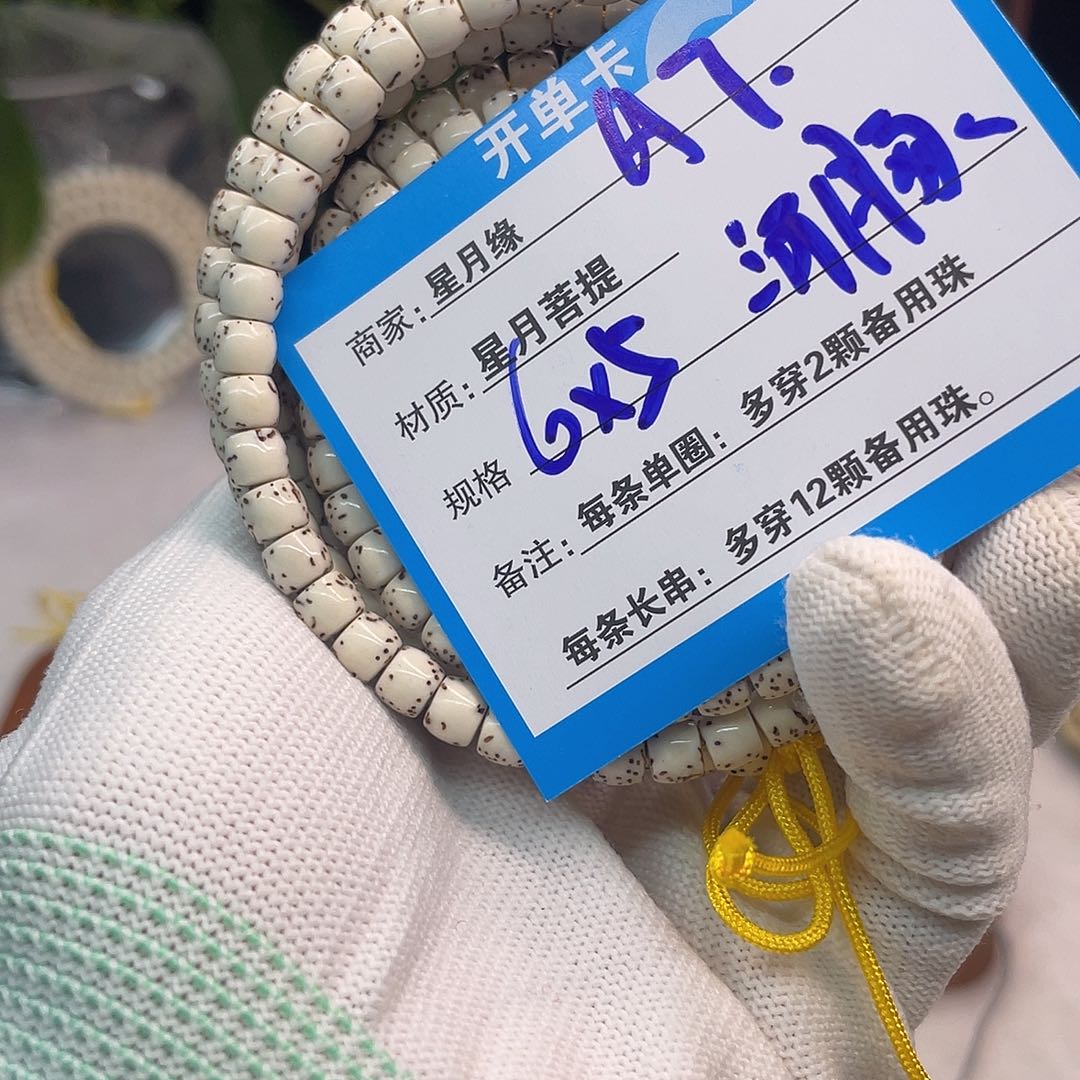 开单卡
A7.
商家：星月缘
材质：星月菩提
规格 6x5
备注：每条单圈：多穿2颗备用珠
每条长串：多穿12颗备用珠。